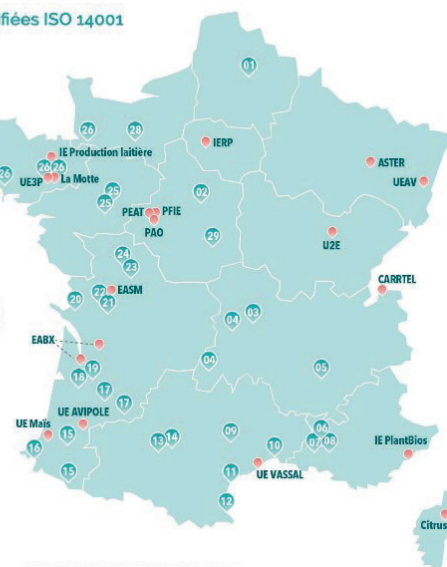 fiées ISO 14001
01
26
28
IE Production laitière
IERP
ASTER
26
26
26
UE3P
La Motte
UEAV
25
02
25
PEAT
PFIE
PAO
29
U2E
24
23
CARRTEL
22
EASM
20
21
04
03
EABX
04
19
18
05
17
17
UE AVIPOLE
UE Maïs
15
09
06
13
14
07
08
IE PlantBios
16
10
15
11
UE VASSAL
12
Citrus